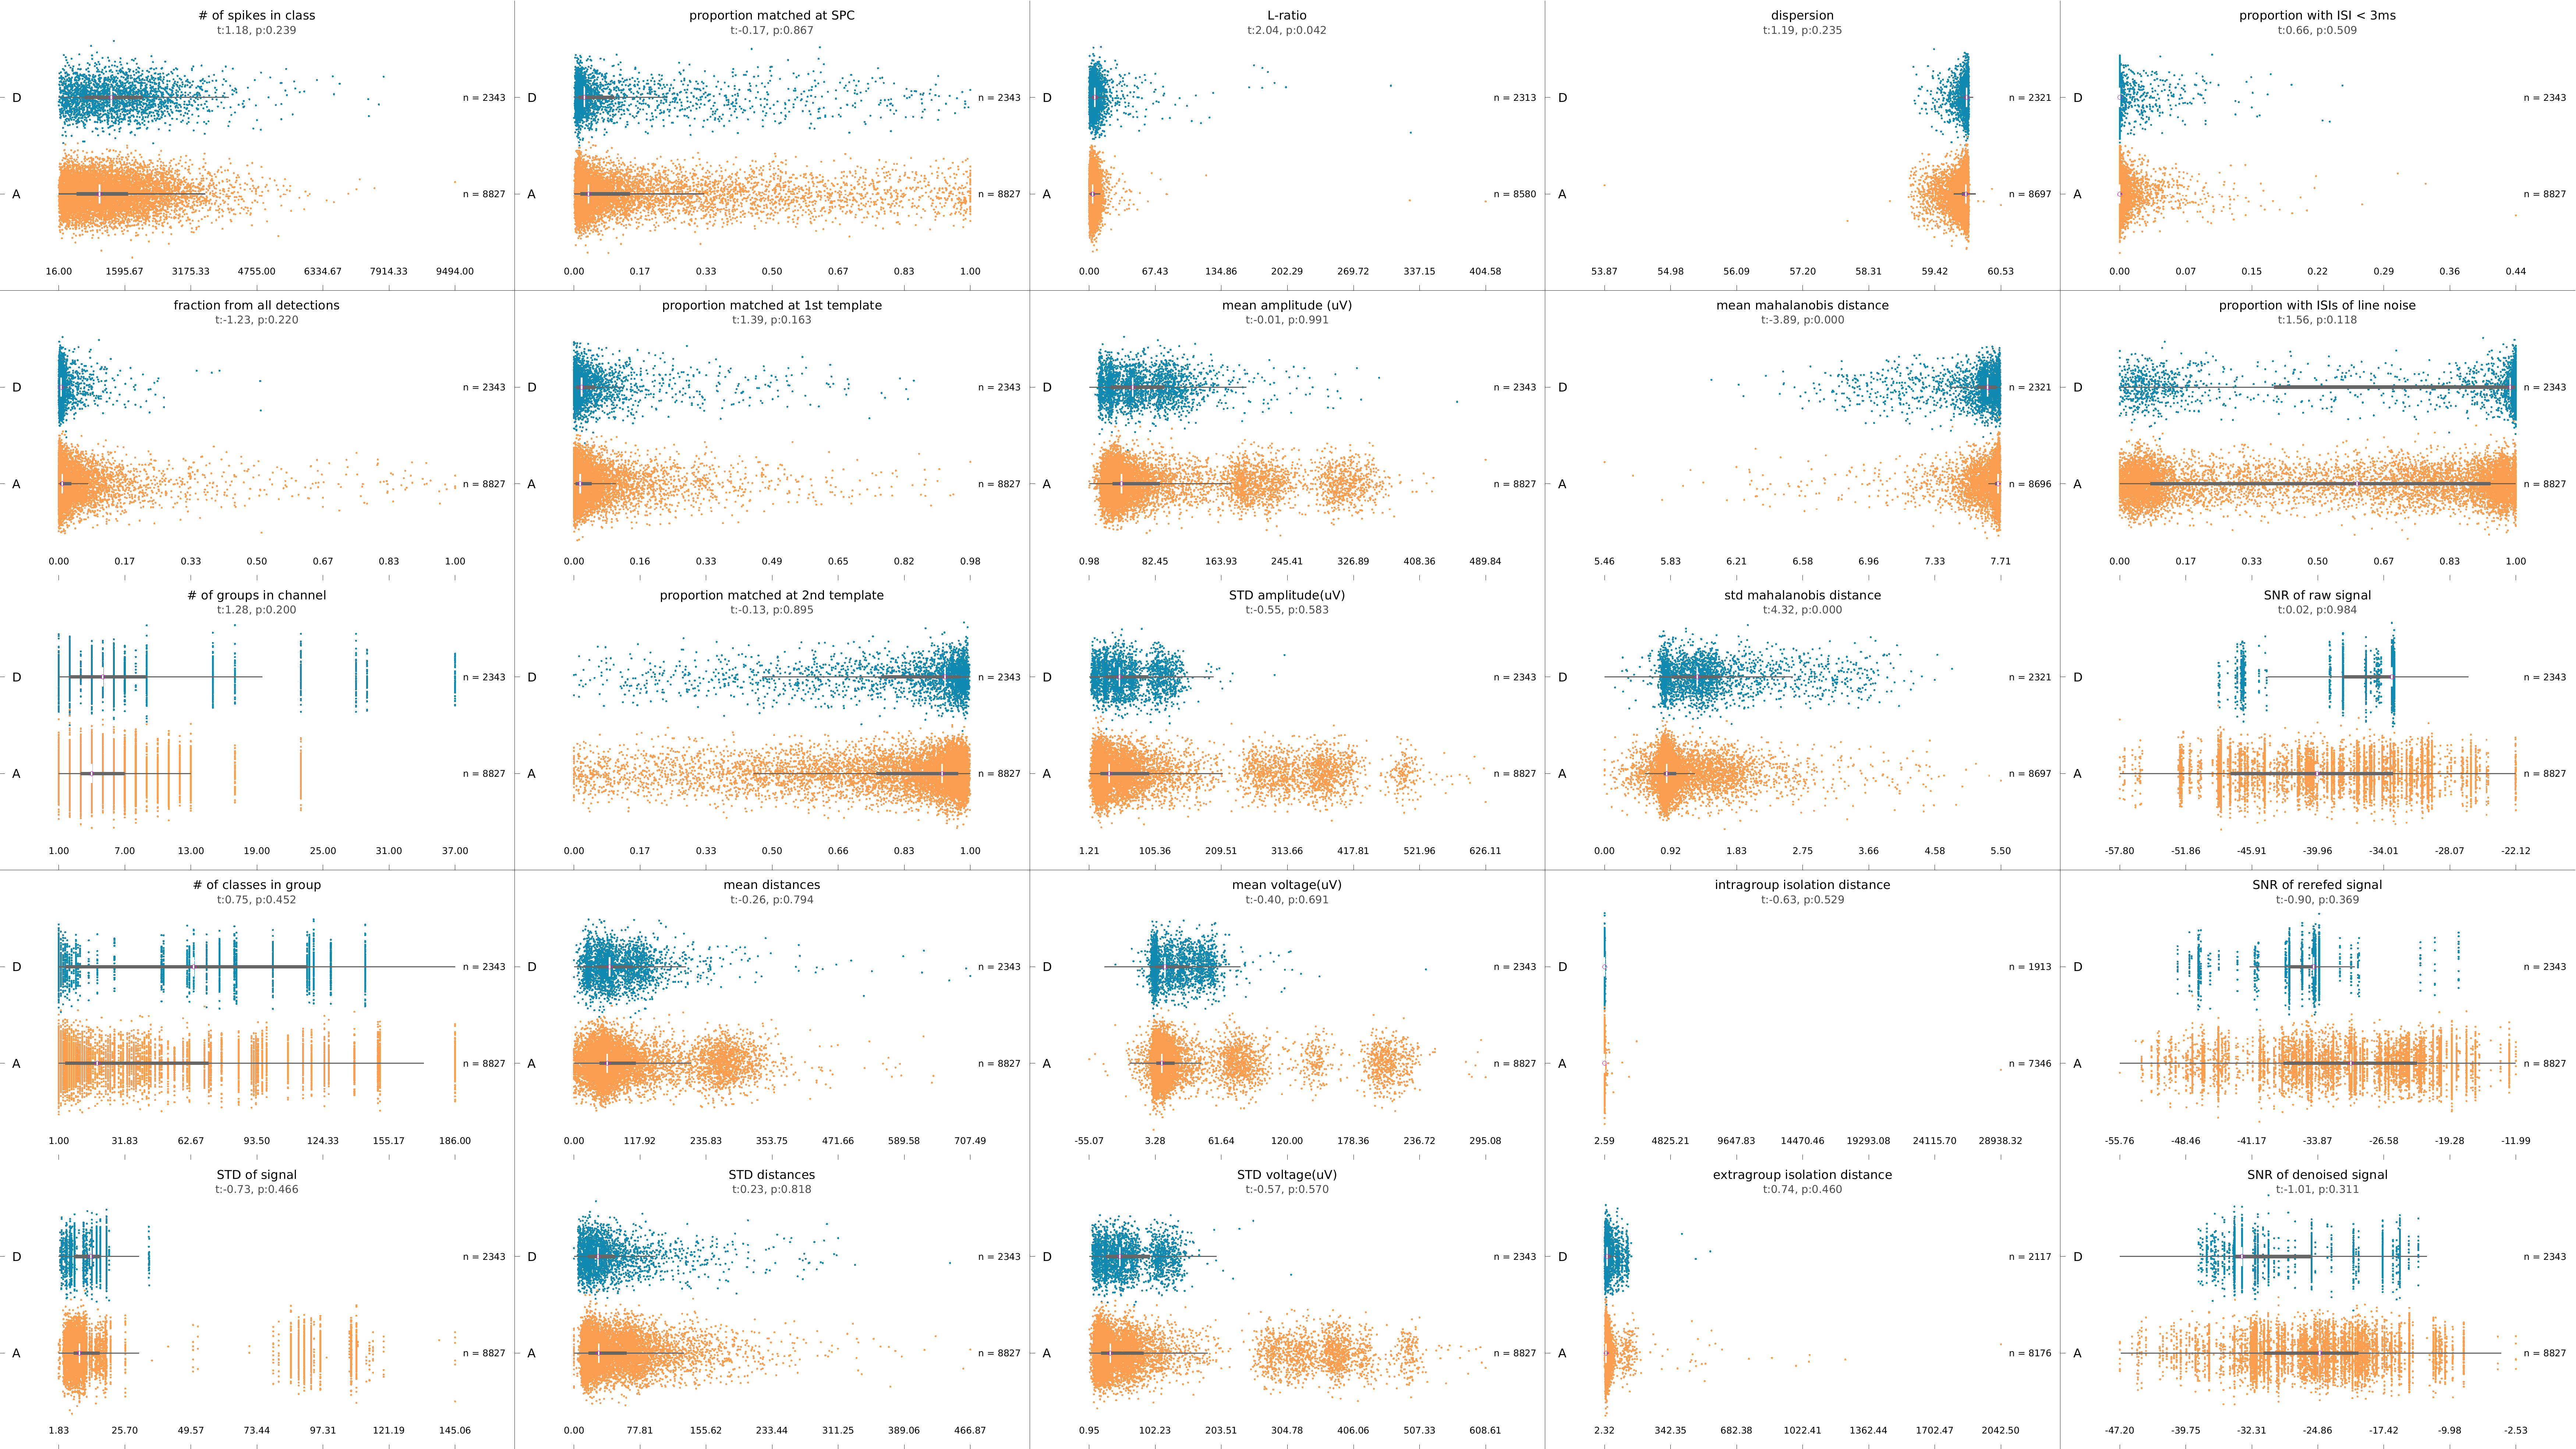 # of spikes in class
t:1.18, p:0.239
D
n = 2343
A
n = 8827
16.00 1595.67 3175.33 4755.00 6334.67 7914.33 9494.00
proportion matched at SPC
t:-0.17, p:0.867
D
n = 2343
A
n = 8827
0.00 0.17 0.33 0.50 0.67 0.83 1.00
L-ratio
t:2.04, p:0.042
D
n = 2313
A
n = 8580
0.00 67.43 134.86 202.29 269.72 337.15 404.58
dispersion
t:1.19, p:0.235
D
n = 2321
A
n = 8697
53.87 54.98 56.09 57.20 58.31 59.42 60.53
proportion with ISI < 3ms
t:0.66, p:0.509
D
n = 2343
A
n = 8827
0.00 0.07 0.15 0.22 0.29 0.36 0.44
fraction from all detections
t:-1.23, p:0.220
D
n = 2343
A
n = 8827
0.00 0.17 0.33 0.50 0.67 0.83 1.00
proportion matched at 1st template
t:1.39, p:0.163
D
n = 2343
A
n = 8827
0.00 0.16 0.33 0.49 0.65 0.82 0.98
mean amplitude (uV)
t:-0.01, p:0.991
D
n = 2343
A
n = 8827
0.98 82.45 163.93 245.41 326.89 408.36 489.84
mean mahalanobis distance
t:-3.89, p:0.000
D
n = 2321
A
n = 8696
5.46 5.83 6.21 6.58 6.96 7.33 7.71
proportion with ISIs of line noise
t:1.56, p:0.118
D
n = 2343
A
n = 8827
0.00 0.17 0.33 0.50 0.67 0.83 1.00
# of groups in channel
t:1.28, p:0.200
D
n = 2343
A
n = 8827
1.00 7.00 13.00 19.00 25.00 31.00 37.00
proportion matched at 2nd template
t:-0.13, p:0.895
D
n = 2343
A
n = 8827
0.00 0.17 0.33 0.50 0.66 0.83 1.00
STD amplitude(uV)
t:-0.55, p:0.583
D
n = 2343
A
n = 8827
1.21 105.36 209.51 313.66 417.81 521.96 626.11
std mahalanobis distance
t:4.32, p:0.000
D
n = 2321
A
n = 8697
0.00 0.92 1.83 2.75 3.66 4.58 5.50
SNR of raw signal
t:0.02, p:0.984
D
n = 2343
A
n = 8827
-57.80 -51.86 -45.91 -39.96 -34.01 -28.07 -22.12
# of classes in group
t:0.75, p:0.452
D
n = 2343
A
n = 8827
1.00 31.83 62.67 93.50 124.33 155.17 186.00
mean distances
t:-0.26, p:0.794
D
n = 2343
A
n = 8827
0.00 117.92 235.83 353.75 471.66 589.58 707.49
mean voltage(uV)
t:-0.40, p:0.691
D
n = 2343
A
n = 8827
-55.07 3.28 61.64 120.00 178.36 236.72 295.08
intragroup isolation distance
t:-0.63, p:0.529
D
n = 1913
A
n = 7346
2.59 4825.21 9647.83 14470.46 19293.08 24115.70 28938.32
SNR of rerefed signal
t:-0.90, p:0.369
D
n = 2343
A
n = 8827
-55.76 -48.46 -41.17 -33.87 -26.58 -19.28 -11.99
STD of signal
t:-0.73, p:0.466
D
n = 2343
A
n = 8827
1.83 25.70 49.57 73.44 97.31 121.19 145.06
STD distances
t:0.23, p:0.818
D
n = 2343
A
n = 8827
0.00 77.81 155.62 233.44 311.25 389.06 466.87
STD voltage(uV)
t:-0.57, p:0.570
D
n = 2343
A
n = 8827
0.95 102.23 203.51 304.78 406.06 507.33 608.61
extragroup isolation distance
t:0.74, p:0.460
D
n = 2117
A
n = 8176
2.32 342.35 682.38 1022.41 1362.44 1702.47 2042.50
SNR of denoised signal
t:-1.01, p:0.311
D
n = 2343
A
n = 8827
-47.20 -39.75 -32.31 -24.86 -17.42 -9.98 -2.53